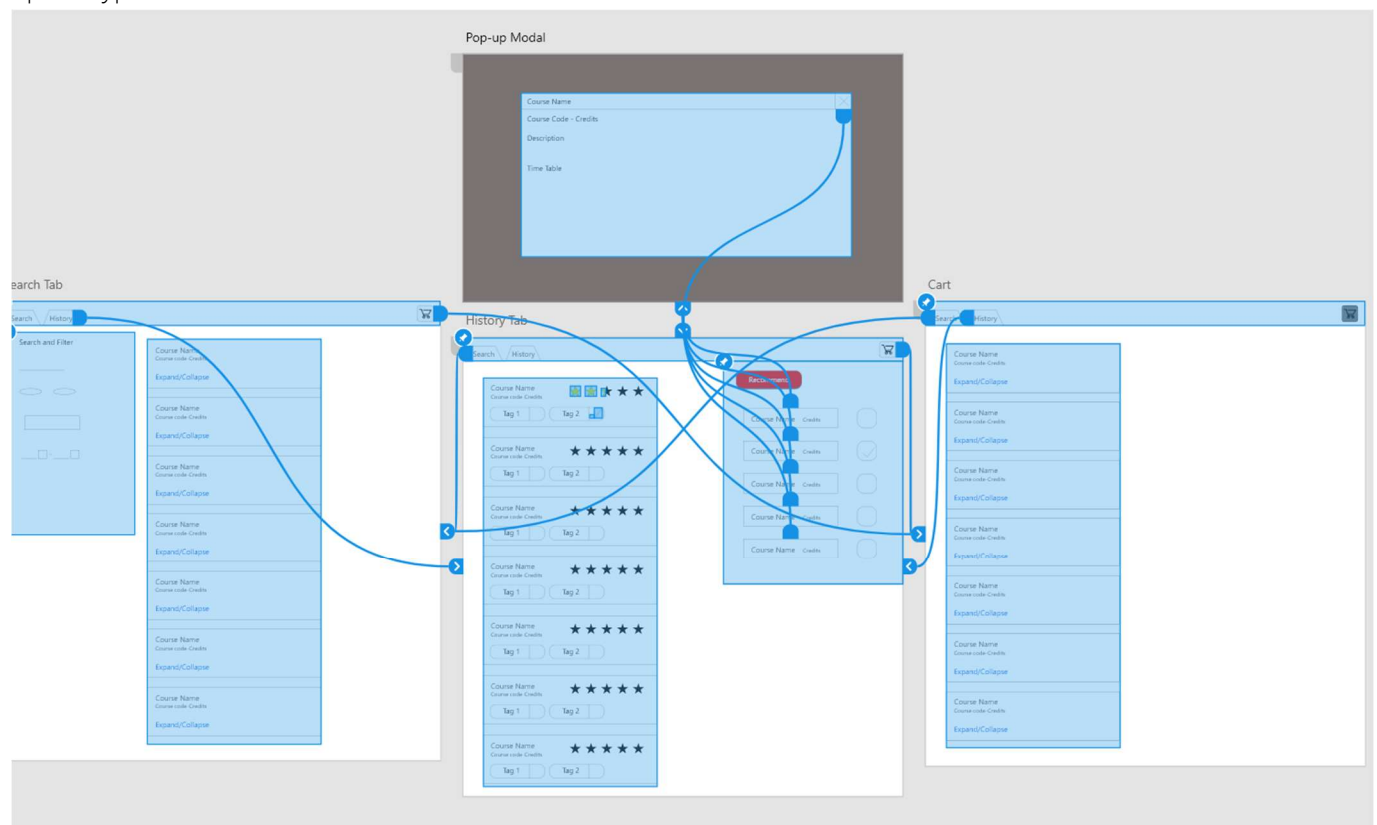 Pop-up Modal
Course Name
Course Code - Credits
Description
Time Table
earch Tab
Search History
Search and Filter
Course Name
Course code-Credits
Expand/Collapse
Course Name
Course code-Credits
Expand/Collapse
Course Name
Course code-Credits
Expand/Collapse
Course Name
Course code-Credits
Expand/Collapse
Course Name
Course code-Credits
Expand/Collapse
Course Name
Course code-Credits
Expand/Collapse
Course Name
Course code-Credits
Expand/Collapse
History Tab
Search History
Course Name
Course code-Credits
Tag 1 Tag 2
Course Name
Course code-Credits
Tag 1 Tag 2
Course Name
Course code-Credits
Tag 1 Tag 2
Course Name
Course code-Credits
Tag 1 Tag 2
Course Name
Course code-Credits
Tag 1 Tag 2
Course Name
Course code-Credits
Tag 1 Tag 2
Course Name
Course code-Credits
Tag 1 Tag 2
Course Name Credits
Course Name Credits
Course Name Credits
Course Name Credits
Course Name Credits
Cart
Search History
Course Name
Course code-Credits
Expand/Collapse
Course Name
Course code-Credits
Expand/Collapse
Course Name
Course code-Credits
Expand/Collapse
Course Name
Course code-Credits
Expand/Collapse
Course Name
Course code-Credits
Expand/Collapse
Course Name
Course code-Credits
Expand/Collapse
Course Name
Course code-Credits
Expand/Collapse